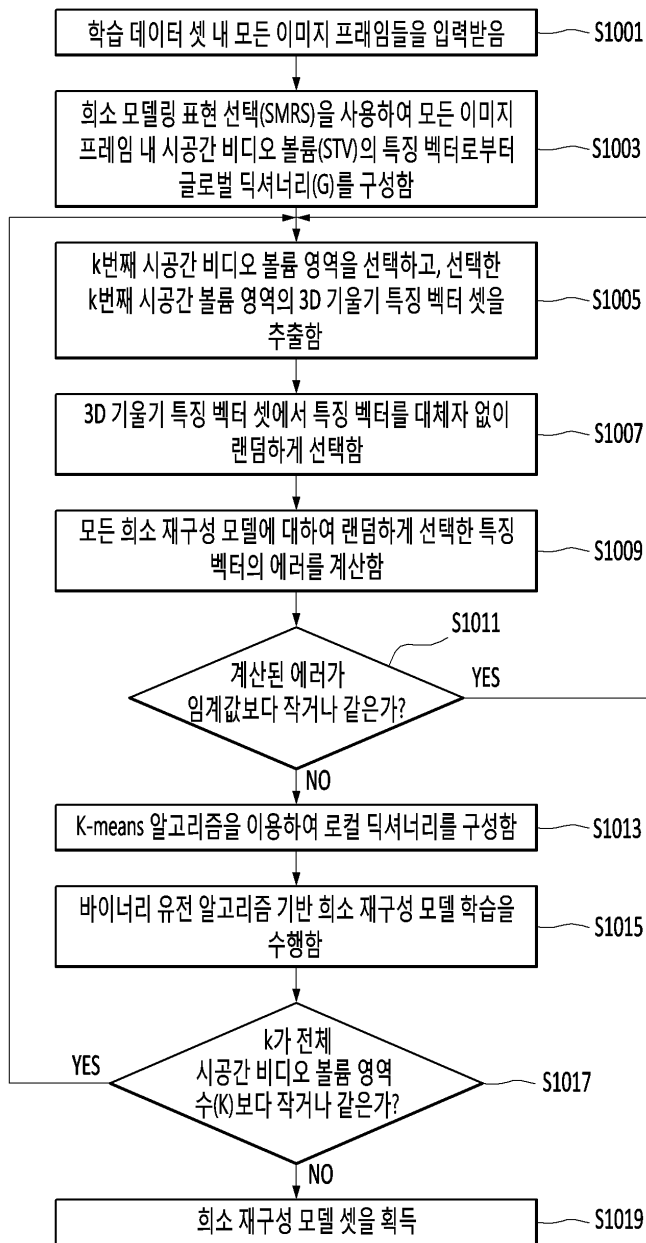 학습 데이터 셋 내 모든 이미지 프래임들을 입력받음
S1001
희소 모델링 표현 선택(SMRS)을 사용하여 모든 이미지
프레임 내 시공간 비디오 볼륨(STV)의 특징 벡터로부터
글로벌 딕셔너리(G)를 구성함
S1003
k번째 시공간 비디오 볼륨 영역을 선택하고, 선택한
k번째 시공간 볼륨 영역의 3D 기울기 특징 벡터 셋을
추출함
S1005
3D 기울기 특징 벡터 셋에서 특징 벡터를 대체자 없이
랜덤하게 선택함
S1007
모든 희소 재구성 모델에 대하여 랜덤하게 선택한 특징
벡터의 에러를 계산함
S1009
S1011
계산된 에러가
임계값보다 작거나 같은가?
YES
NO
K-means 알고리즘을 이용하여 로컬 딕셔너리를 구성함
S1013
바이너리 유전 알고리즘 기반 희소 재구성 모델 학습을
수행함
S1015
YES
k가 전체
시공간 비디오 볼륨 영역
수(K)보다 작거나 같은가?
S1017
NO
희소 재구성 모델 셋을 획득
S1019